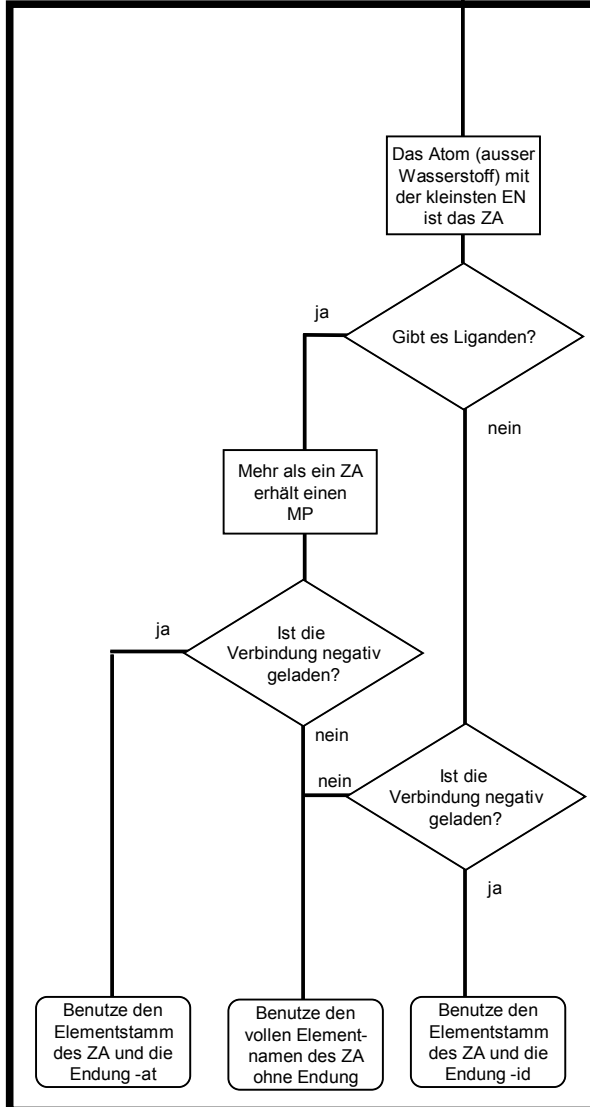 Das Atom (ausser
Wasserstoff) mit
der kleinsten EN
ist das ZA
ja
Gibt es Liganden?
nein
Mehr als ein ZA
erhält einen
MP
ja
Ist die
Verbindung negativ
geladen?
nein
nein
Ist die
Verbindung negativ
geladen?
ja
Benutze den
Elementstamm
des ZA und die
Endung -at
Benutze den
vollen Element-
namen des ZA
ohne Endung
Benutze den
Elementstamm
des ZA und die
Endung -id